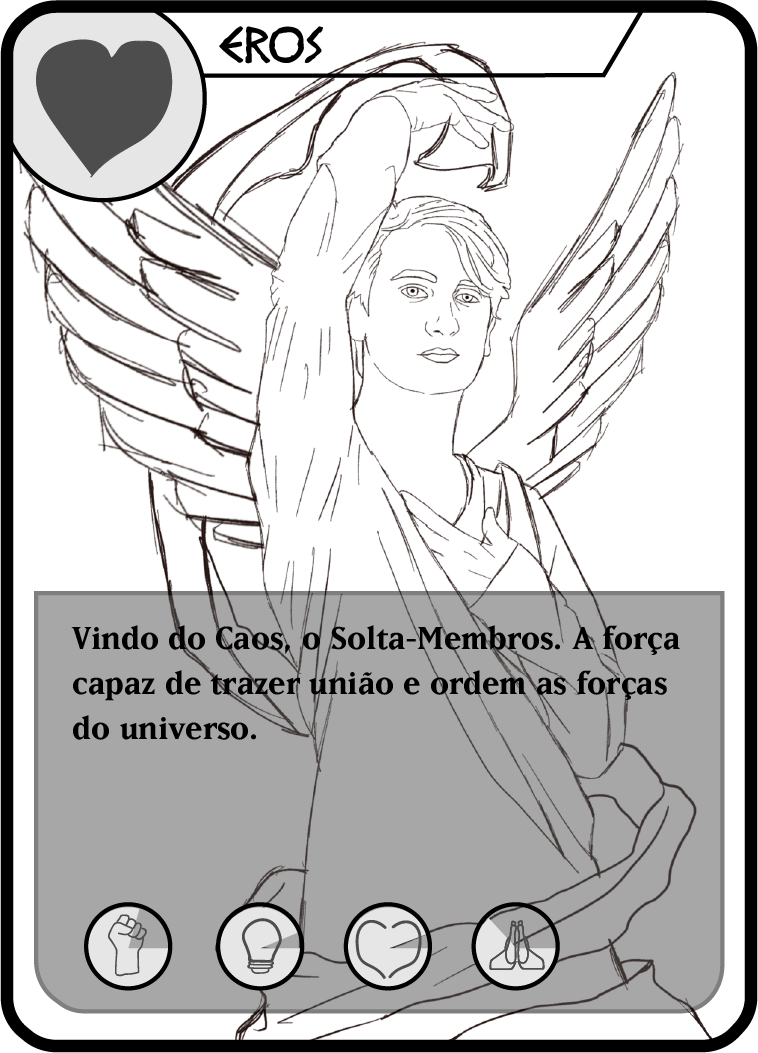 EROS
Vindo do Caos, o Solta-Membros. A força
capaz de trazer união e ordem as forças
do universo.